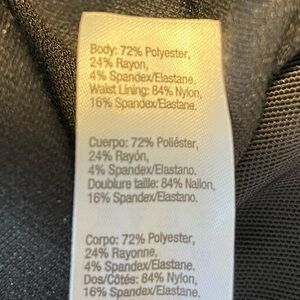 Body: 72% Polyester,
24% Rayon,
4% Spandex/Elastane.
Waist Lining: 84% Nylon,
16% Spandex/Elastane.
Cuerpo: 72% Poliéster,
24% Rayón,
4% Spandex/Elastano.
Doublure taille: 84% Nailon,
16% Spandex/Elastano.
Corpo: 72% Polyester,
24% Rayonne,
4% Spandex/Elastane.
Dos/Côtés: 84% Nylon,
16% Spandex/Elastane.